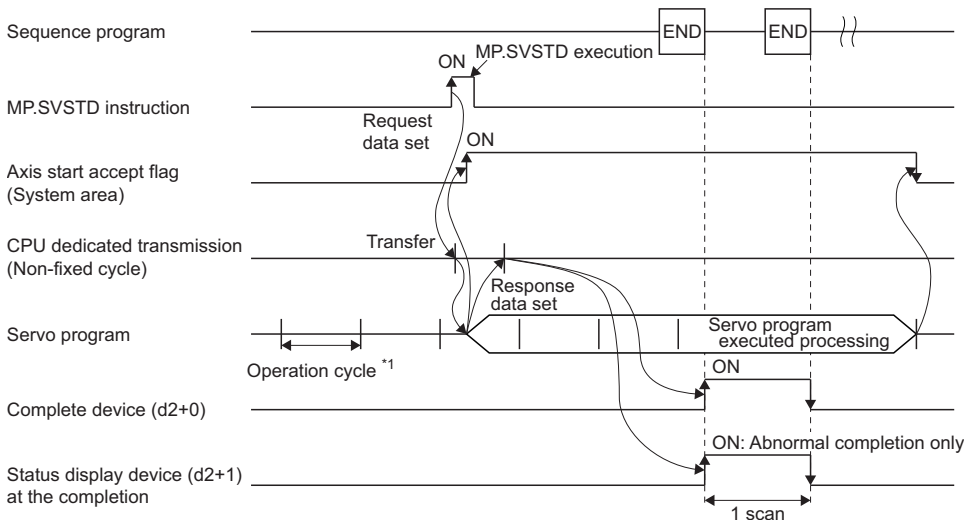 Sequence program
END
END
MP.SVSTD execution
ON
MP.SVSTD instruction
Request
data set
ON
Axis start accept flag
(System area)
CPU dedicated transmission
(Non-fixed cycle)
Transfer
Response
data set
Servo program
Servo program
executed processing
Operation cycle *1
ON
Complete device (d2+0)
ON: Abnormal completion only
Status display device (d2+1)
at the completion
1 scan